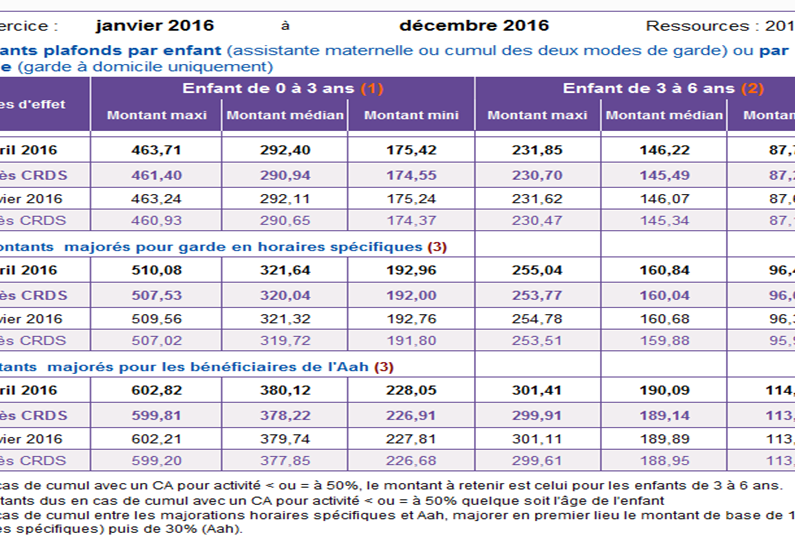 ercice : janvier 2016 à décembre 2016 Ressources : 201
ants plafonds par enfant (assistante maternelle ou cumul des deux modes de garde) ou par
e (garde à domicile uniquement)
es d'effet Enfant de 0 à 3 ans (1) Enfant de 3 à 6 ans (2)
Montant maxi Montant médian Montant mini Montant maxi Montant médian Montan
ril 2016 463,71 292,40 175,42 231,85 146,22 87,7
ès CRDS 461,40 290,94 174,55 230,70 145,49 87,2
vier 2016 463,24 292,11 175,24 231,62 146,07 87,6
ès CRDS 460,93 290,65 174,37 230,47 145,34 87,1
ontants majorés pour garde en horaires spécifiques (3)
ril 2016 510,08 321,64 192,96 255,04 160,84 96,4
ès CRDS 507,53 320,04 192,00 253,77 160,04 96,0
vier 2016 509,56 321,32 192,76 254,78 160,68 96,3
ès CRDS 507,02 319,72 191,80 253,51 159,88 95,9
tants majorés pour les bénéficiaires de l'Aah (3)
ril 2016 602,82 380,12 228,05 301,41 190,09 114,
ès CRDS 599,81 378,22 226,91 299,91 189,14 113,
vier 2016 602,21 379,74 227,81 301,11 189,89 113,
ès CRDS 599,20 377,85 226,68 299,61 188,95 113,
cas de cumul avec un CA pour activité < ou = à 50%, le montant à retenir est celui pour les enfants de 3 à 6 ans.
tants dus en cas de cumul avec un CA pour activité < ou = à 50% quelque soit l'âge de l'enfant
cas de cumul entre les majorations horaires spécifiques et Aah, majorer en premier lieu le montant de base de 1
es spécifiques) puis de 30% (Aah).